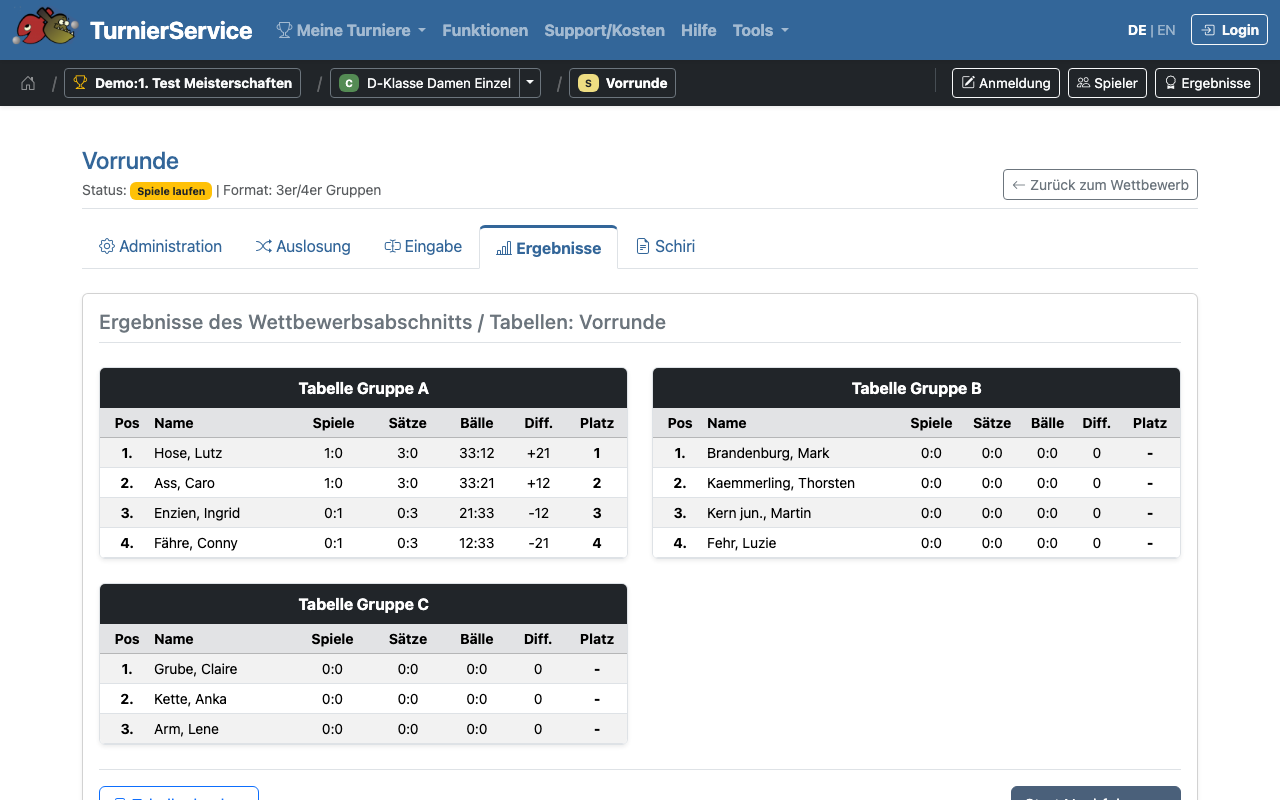 TurnierService Meine Turniere Funktionen Support/Kosten Hilfe Tools DE | EN Login
/ Demo:1. Test Meisterschaften / C D-Klasse Damen Einzel / S Vorrunde Anmeldung Spieler Ergebnisse
Vorrunde
Status: Spiele laufen | Format: 3er/4er Gruppen
← Zurück zum Wettbewerb
Administration Auslosung Eingabe Ergebnisse Schiri
Ergebnisse des Wettbewerbsabschnitts / Tabellen: Vorrunde
Tabelle Gruppe A
Pos Name Spiele Sätze Bälle Diff. Platz
1. Hose, Lutz 1:0 3:0 33:12 +21 1
2. Ass, Caro 1:0 3:0 33:21 +12 2
3. Enzien, Ingrid 0:1 0:3 21:33 -12 3
4. Fähre, Conny 0:1 0:3 12:33 -21 4
Tabelle Gruppe B
Pos Name Spiele Sätze Bälle Diff. Platz
1. Brandenburg, Mark 0:0 0:0 0:0 0 -
2. Kaemmerling, Thorsten 0:0 0:0 0:0 0 -
3. Kern jun., Martin 0:0 0:0 0:0 0 -
4. Fehr, Luzie 0:0 0:0 0:0 0 -
Tabelle Gruppe C
Pos Name Spiele Sätze Bälle Diff. Platz
1. Grube, Claire 0:0 0:0 0:0 0 -
2. Kette, Anka 0:0 0:0 0:0 0 -
3. Arm, Lene 0:0 0:0 0:0 0 -